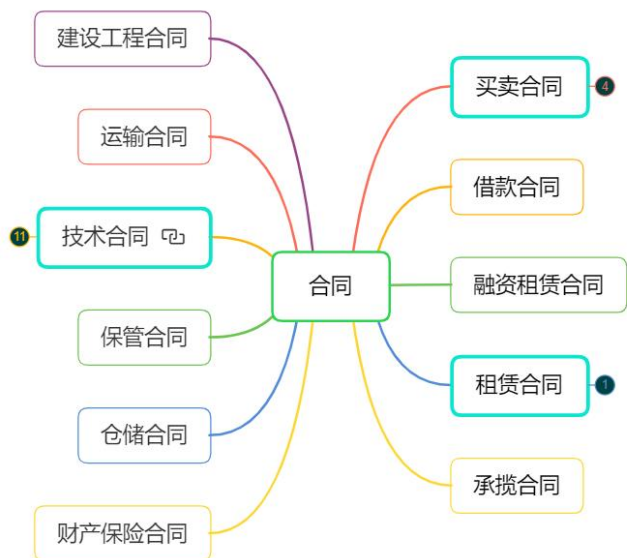 建设工程合同
买卖合同
4
运输合同
借款合同
11
技术合同
合同
融资租赁合同
保管合同
租赁合同
1
仓储合同
承揽合同
财产保险合同